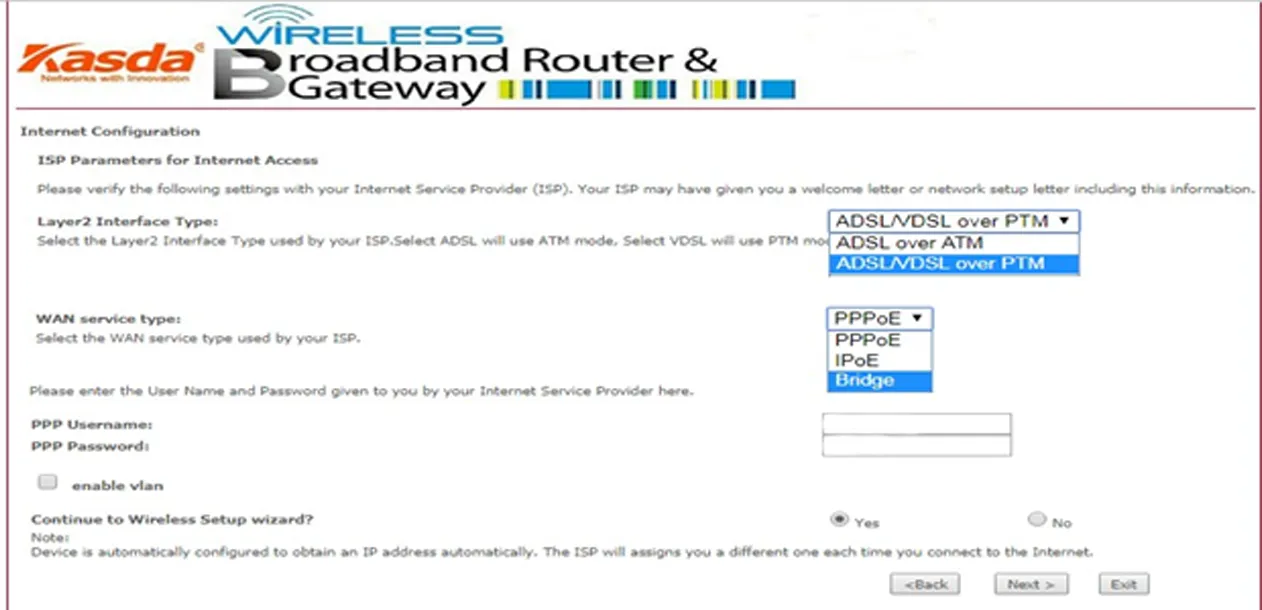 WiRELESS
Kasda®
Networks with Innovation
Broadband Router &
Gateway
Internet Configuration
ISP Parameters for Internet Access
Please verify the following settings with your Internet Service Provider (ISP). Your ISP may have given you a welcome letter or network setup letter including this information.
Layer2 Interface Type: ADSL/VDSL over PTM ▼
Select the Layer2 Interface Type used by your ISP.Select ADSL will use ATM mode, Select VDSL will use PTM mo
ADSL over ATM
ADSL/VDSL over PTM
WAN service type: PPPoE ▼
Select the WAN service type used by your ISP.
PPPoE
IPoE
Bridge
Please enter the User Name and Password given to you by your Internet Service Provider here.
PPP Username:
PPP Password:
enable vlan
Continue to Wireless Setup wizard? Yes No
Note:
Device is automatically configured to obtain an IP address automatically. The ISP will assigns you a different one each time you connect to the Internet.
<Back Next > Exit